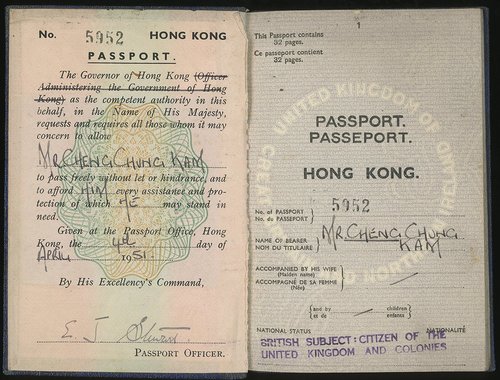 No. 5952 HONG KONG
PASSPORT.
The Governor of Hong Kong (Officer
Administering the Government of Hong
Kong) as the competent authority in this
behalf, in the Name of His Majesty,
requests and requires all those whom it may
concern to allow
MR. CHENG CHUNG KAM
to pass freely without let or hindrance, and
to afford HIM every assistance and pro-
tection of which HE may stand in
need.
Given at the Passport Office, Hong
Kong, the 4th day of
APRIL 1951.
By His Excellency's Command,
E. J.
PASSPORT OFFICER.
1
This Passport contains
32 pages.
Ce passeport contient
32 pages.
UNITED KINGDOM OF
PASSPORT.
PASSEPORT.
HONG KONG.
No. of PASSPORT
No. du PASSEPORT
5952
NAME OF BEARER
NOM DU TITULAIRE
MR. CHENG CHUNG
KAM
ACCOMPANIED BY HIS WIFE
(Maiden name)
ACCOMPAGNÉ DE SA FEMME
(Née)
and by children
et de enfants
NATIONAL STATUS NATIONALITÉ
BRITISH SUBJECT: CITIZEN OF THE
UNITED KINGDOM AND COLONIES